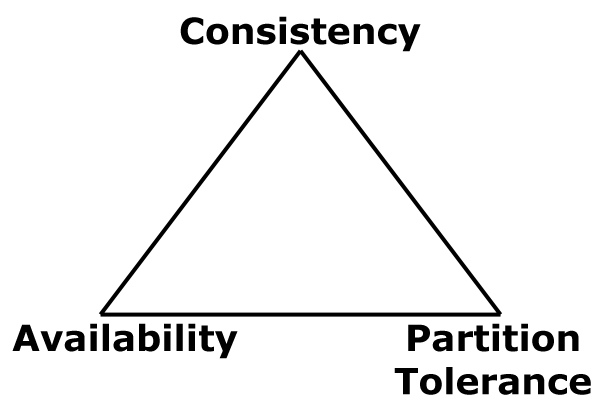 Consistency
Availability
Partition
Tolerance